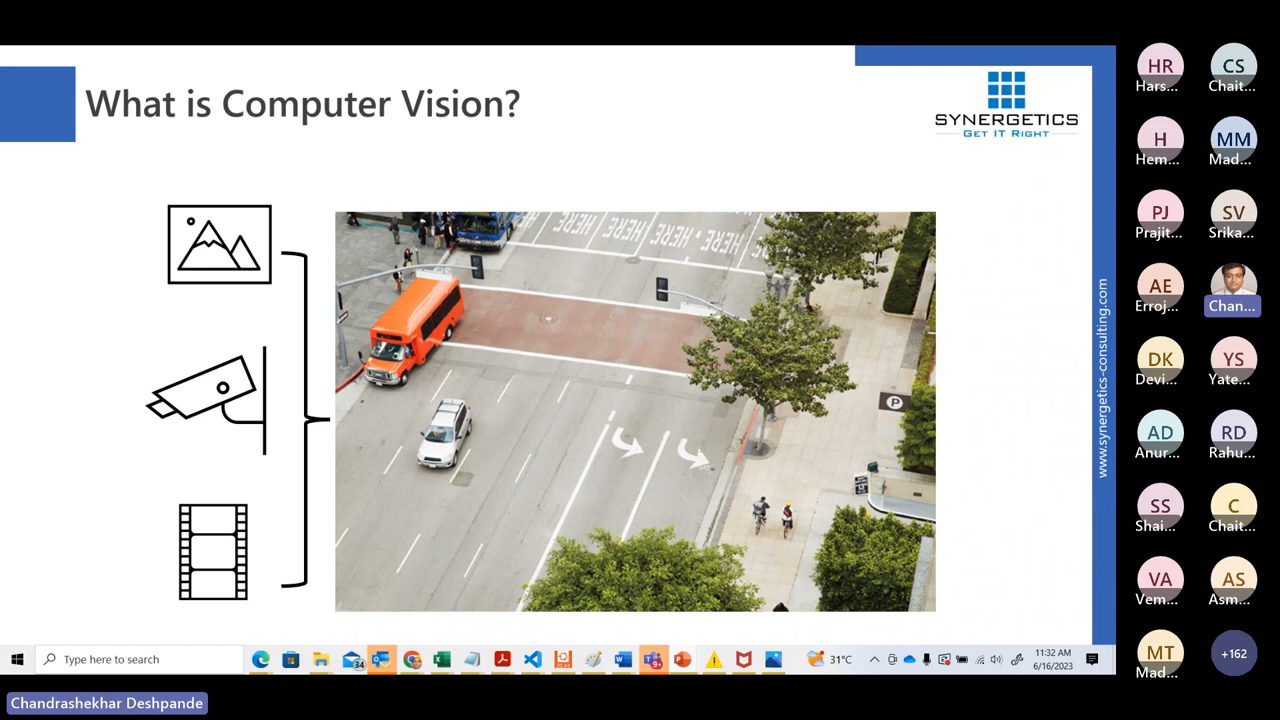 What is Computer Vision?
SYNERGETICS
GET IT RIGHT
HERE HERE HERE HERE
P
www.synergetics-consulting.com
HR
Hars...
CS
Chait...
H
Hem...
MM
Mad...
PJ
Prajit...
SV
Srika...
AE
Erroj...
Chan...
DK
Devi...
YS
Yate...
AD
Anur...
RD
Rahu...
SS
Shai...
C
Chait...
VA
Vem...
AS
Asm...
MT
Mad...
+162
Type here to search
34
9+
31°C
11:32 AM
6/16/2023
Chandrashekhar Deshpande